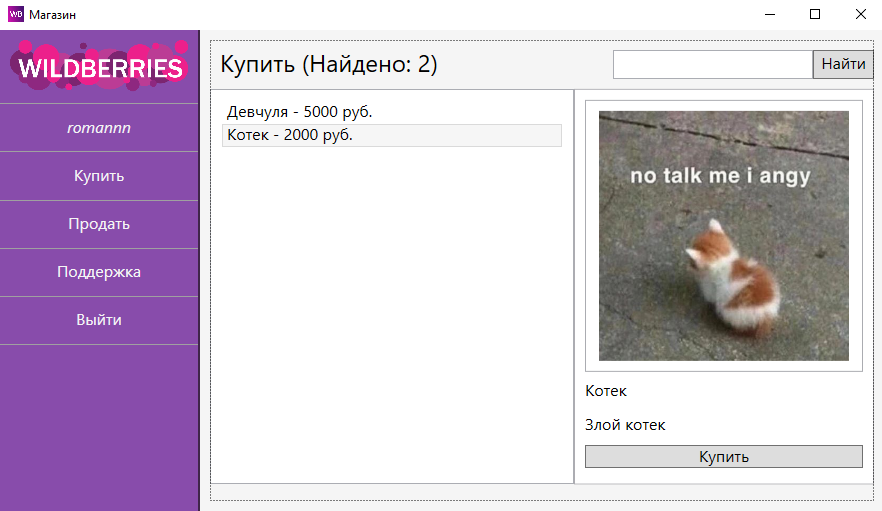 WB Магазин
WILDBERRIES
romannn
Купить
Продать
Поддержка
Выйти
Купить (Найдено: 2)
Найти
Девчуля - 5000 руб.
Котек - 2000 руб.
no talk me i angy
Котек
Злой котек
Купить